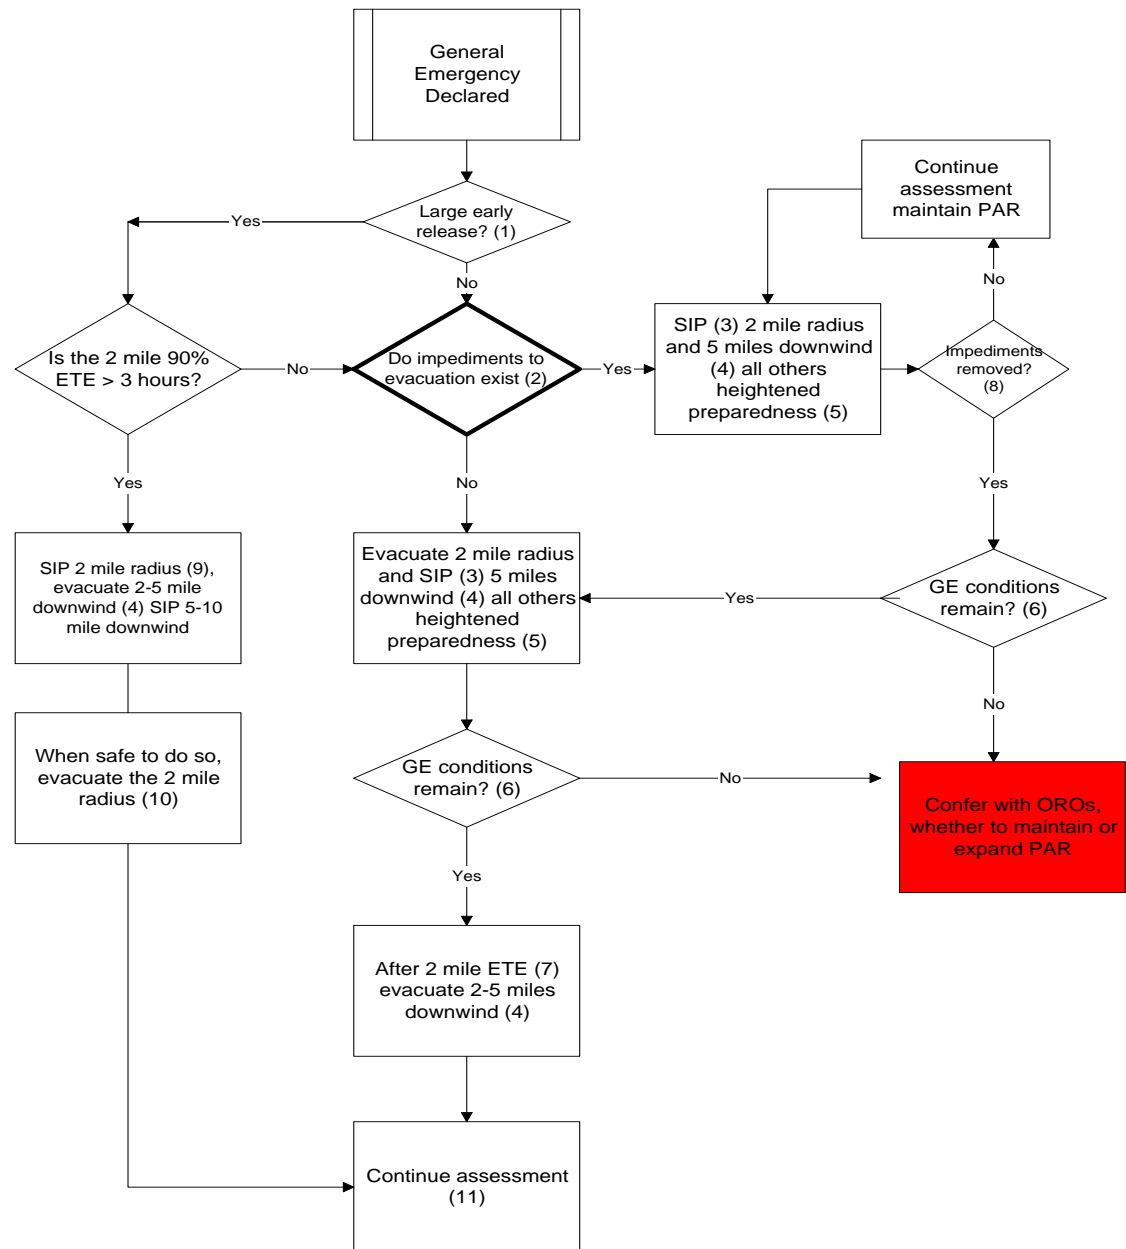 General
Emergency
Declared
Continue
assessment
maintain PAR
Large early
release? (1)
Yes
No
No
Is the 2 mile 90%
ETE > 3 hours?
No
Do impediments to
evacuation exist (2)
Yes
SIP (3) 2 mile radius
and 5 miles downwind
(4) all others
heightened
preparedness (5)
Impediments
removed?
(8)
Yes
No
Yes
SIP 2 mile radius (9),
evacuate 2-5 mile
downwind (4) SIP 5-10
mile downwind
Evacuate 2 mile radius
and SIP (3) 5 miles
downwind (4) all others
heightened
preparedness (5)
Yes
GE conditions
remain? (6)
No
When safe to do so,
evacuate the 2 mile
radius (10)
GE conditions
remain? (6)
No
Confer with OROs,
whether to maintain or
expand PAR
Yes
After 2 mile ETE (7)
evacuate 2-5 miles
downwind (4)
Continue assessment
(11)